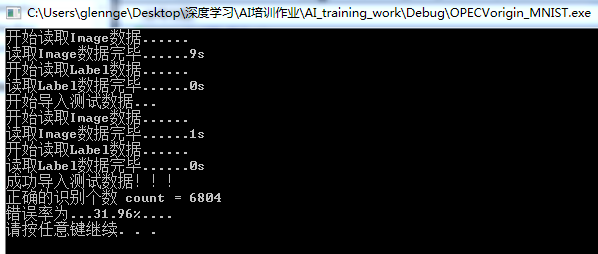 C:\Users\glennge\Desktop\深度学习\AI培训作业\AI_training_work\Debug\OPECVorigin_MNIST.exe
开始读取Image数据......
读取Image数据完毕......9s
开始读取Label数据......
读取Label数据完毕......0s
开始导入测试数据...
开始读取Image数据......
读取Image数据完毕......1s
开始读取Label数据......
读取Label数据完毕......0s
成功导入测试数据！！！
正确的识别个数 count = 6804
错误率为...31.96%....
请按任意键继续. . .